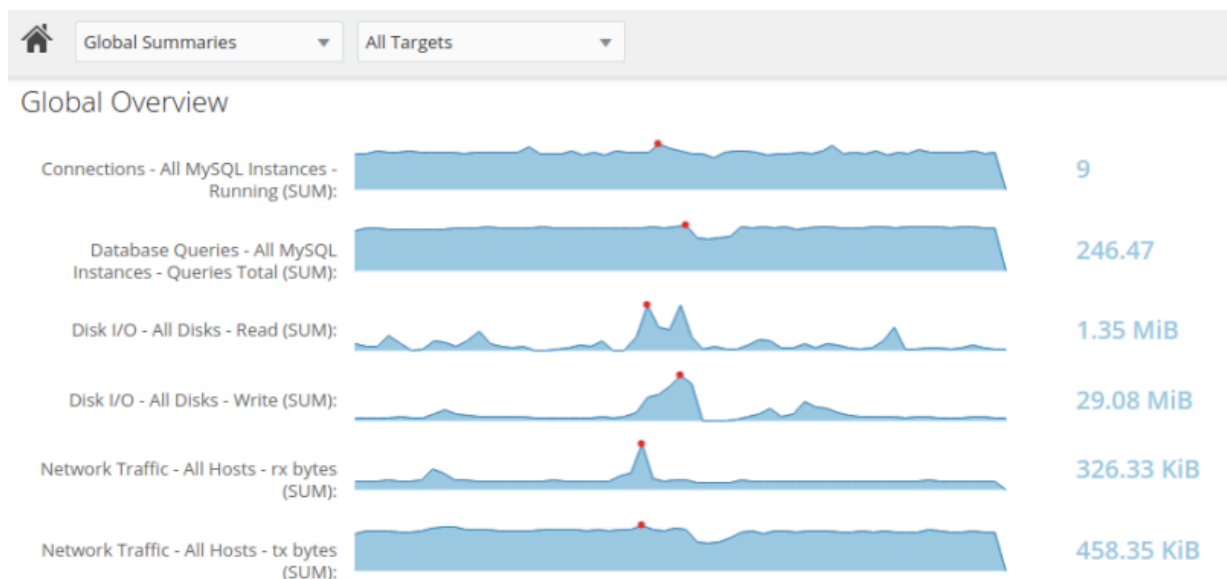 Global Summaries
All Targets
Global Overview
Connections - All MySQL Instances -
Running (SUM):
9
Database Queries - All MySQL
Instances - Queries Total (SUM):
246.47
Disk I/O - All Disks - Read (SUM):
1.35 MiB
Disk I/O - All Disks - Write (SUM):
29.08 MiB
Network Traffic - All Hosts - rx bytes
(SUM):
326.33 KiB
Network Traffic - All Hosts - tx bytes
(SUM):
458.35 KiB